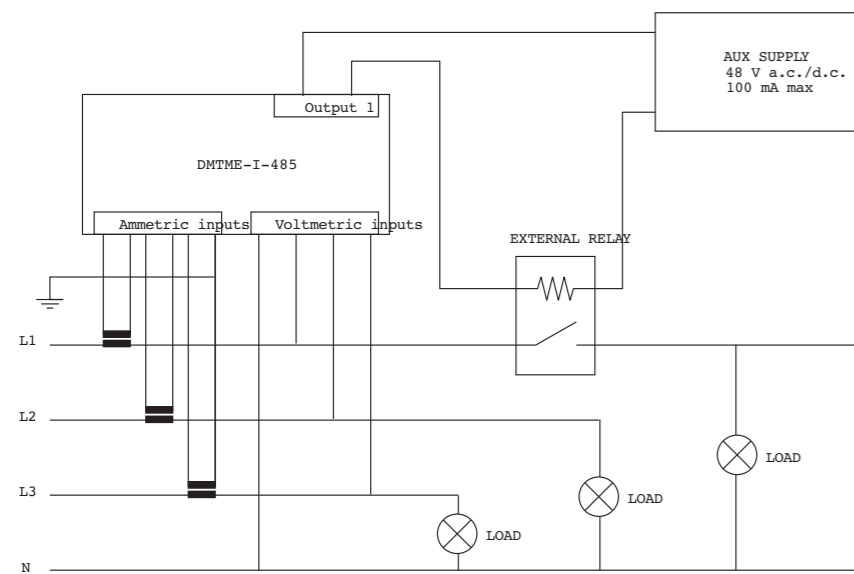 AUX SUPPLY
48 V a.c./d.c.
100 mA max
Output 1
DMTME-I-485
Ammetric inputs
Voltmetric inputs
EXTERNAL RELAY
L1
L2
LOAD
L3
LOAD
LOAD
N